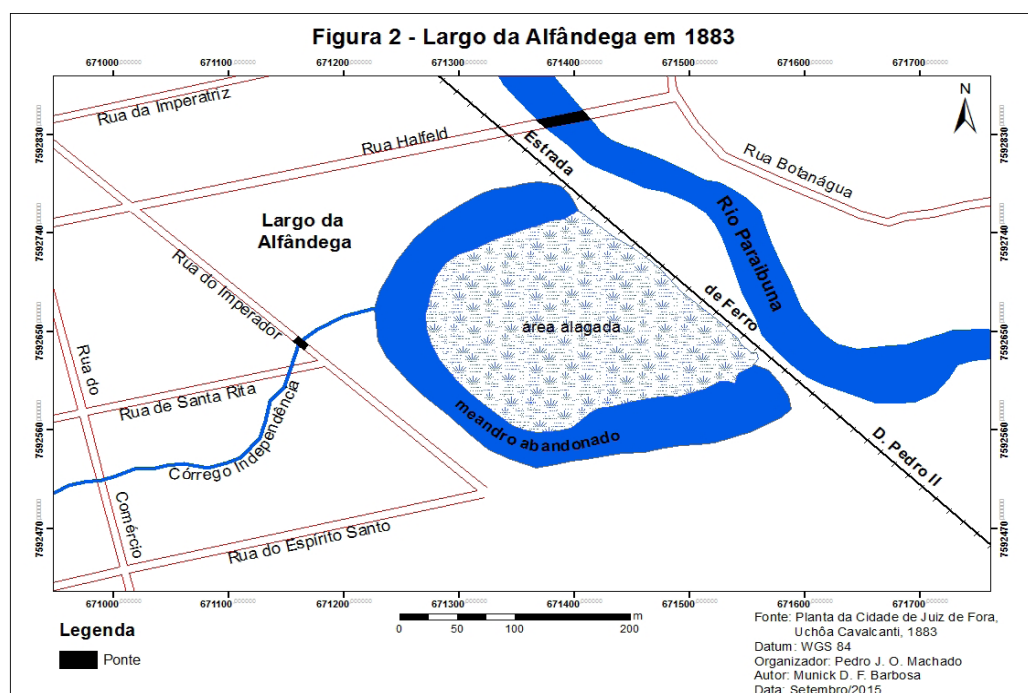 Figura 2 - Largo da Alfândega em 1883
671000 671100 671200 671300 671400 671500 671600 671700
N
Rua da Imperatriz
Rua Halfeld
Estrada
Rua Botanágua
7592830
7592830
Largo da
Alfândega
Rio Paraibuna
7592740
7592740
Rua do Imperador
de Ferro
área alagada
7592650
7592650
Rua do
Rua de Santa Rita
meandro abandonado
D. Pedro II
7592560
7592560
Córrego Independência
Comércio
Rua do Espírito Santo
7592470
7592470
671000 671100 671200 671300 671400 671500 671600 671700
Legenda
Ponte
m
0 50 100 200
Fonte: Planta da Cidade de Juiz de Fora,
Uchôa Cavalcanti, 1883
Datum: WGS 84
Organizador: Pedro J. O. Machado
Autor: Munick D. F. Barbosa
Data: Setembro/2015